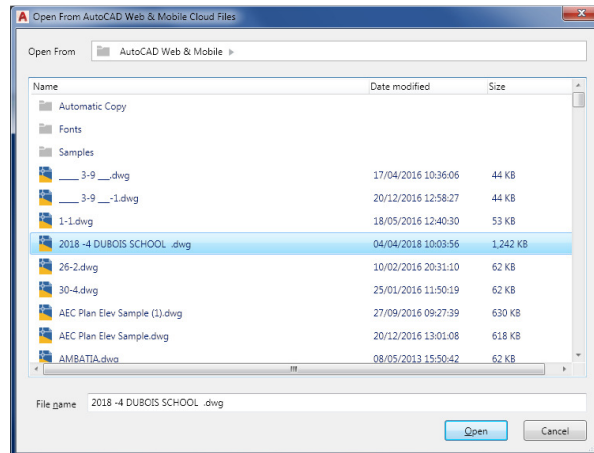 A Open From AutoCAD Web & Mobile Cloud Files
Open From AutoCAD Web & Mobile
Name Date modified Size
Automatic Copy
Fonts
Samples
____ 3-9 __.dwg 17/04/2016 10:36:06 44 KB
____ 3-9 __-1.dwg 20/12/2016 12:58:27 44 KB
1-1.dwg 18/05/2016 12:40:30 53 KB
2018 -4 DUBOIS SCHOOL .dwg 04/04/2018 10:03:56 1,242 KB
26-2.dwg 10/02/2016 20:31:10 62 KB
30-4.dwg 25/01/2016 11:50:19 62 KB
AEC Plan Elev Sample (1).dwg 27/09/2016 09:27:39 630 KB
AEC Plan Elev Sample.dwg 20/12/2016 13:01:08 618 KB
AMBATIA.dwg 08/05/2013 15:50:42 62 KB
File name 2018 -4 DUBOIS SCHOOL .dwg
Open Cancel